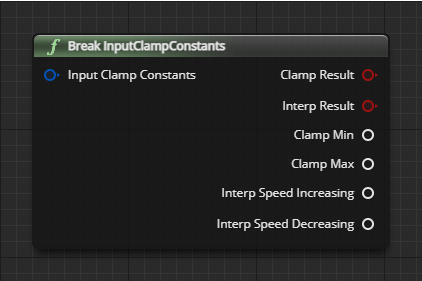 f Break InputClampConstants
Input Clamp Constants
Clamp Result
Interp Result
Clamp Min
Clamp Max
Interp Speed Increasing
Interp Speed Decreasing